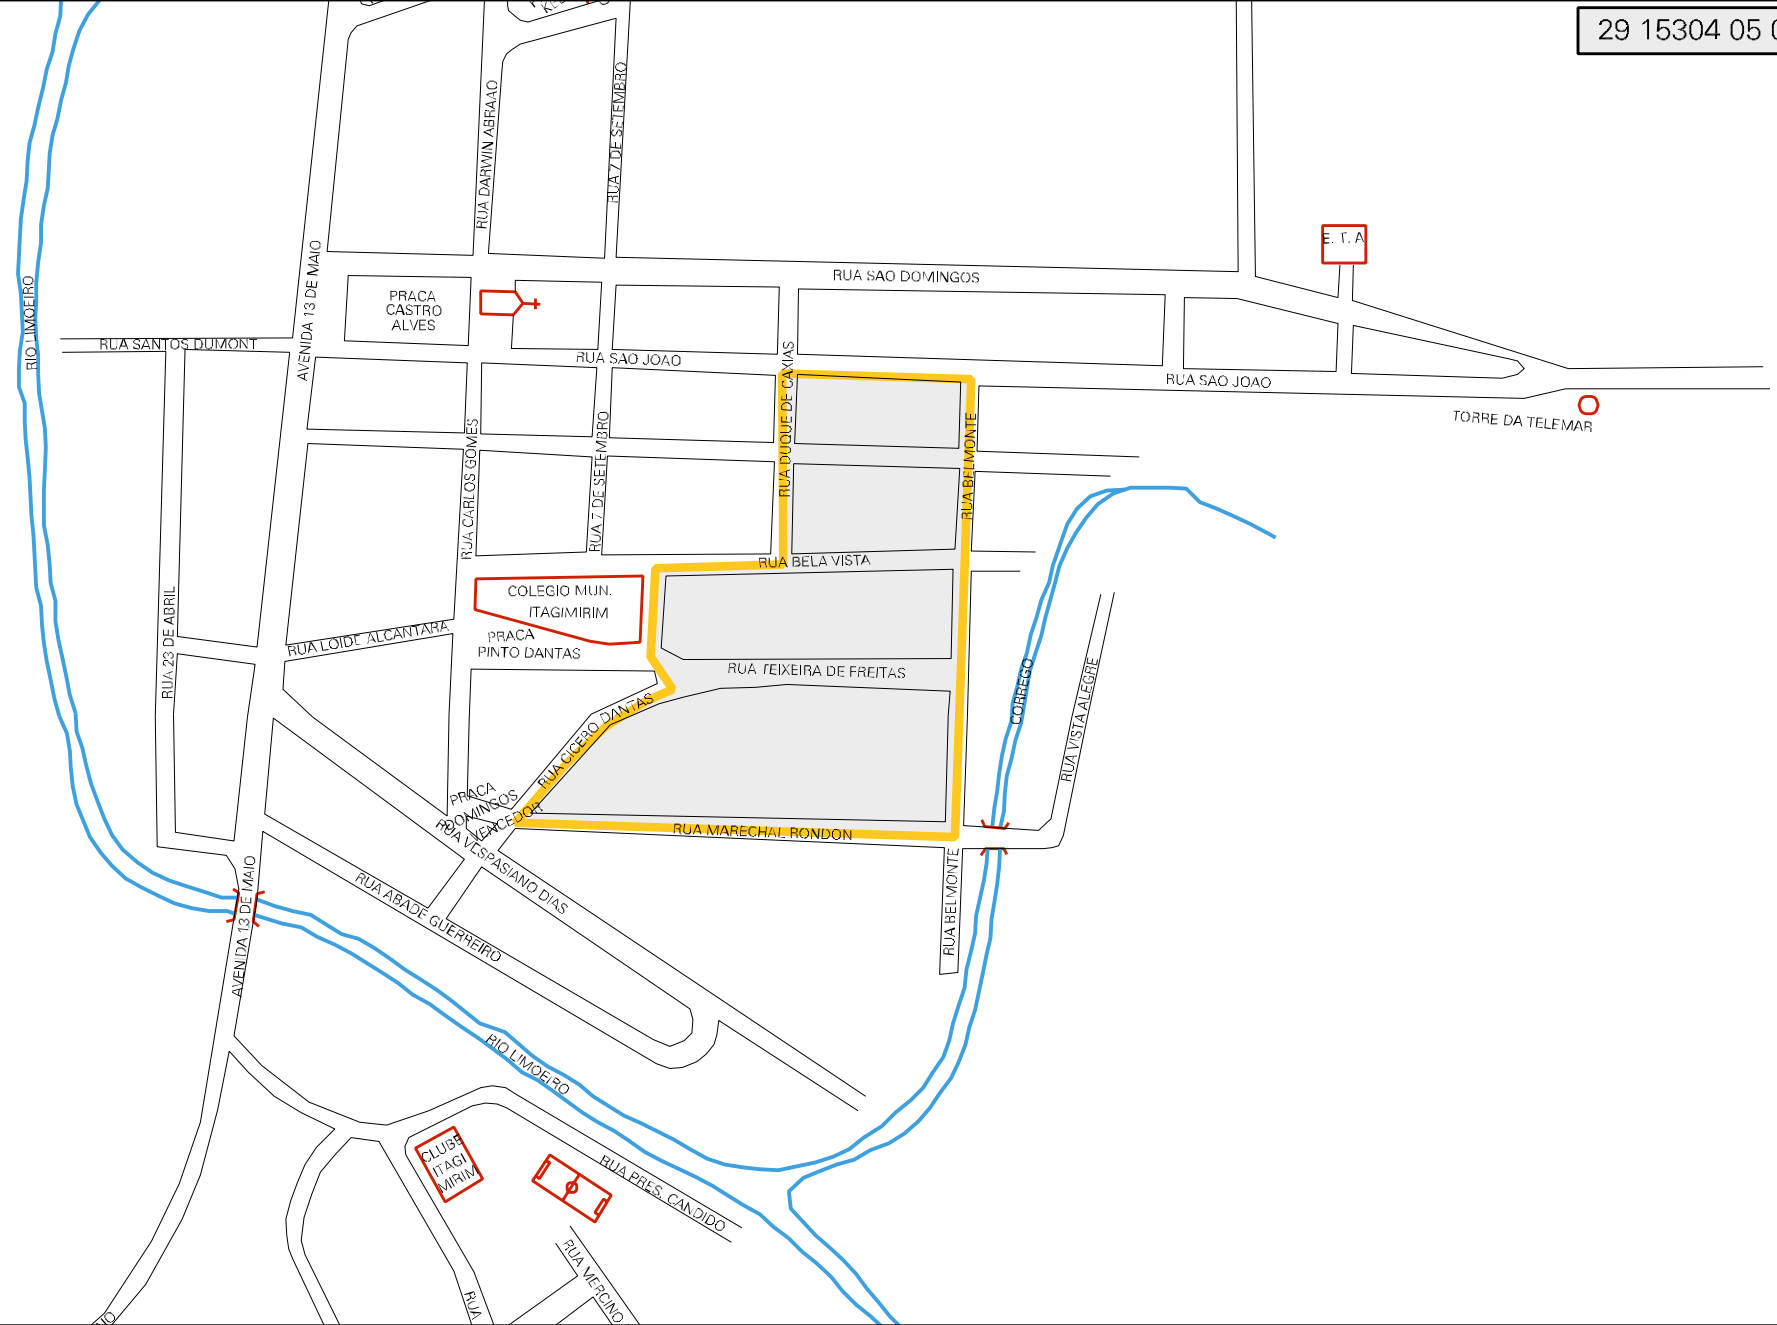 29 15304 05 0
RUA DARWIN ABRAAO
RUA 7 DE SETEMBRO
E. T. A
RUA SAO DOMINGOS
AVENIDA 13 DE MAIO
RIO LIMOEIRO
PRACA
CASTRO
ALVES
RUA SANTOS DUMONT
RUA SAO JOAO
RUA DUQUE DE CAXIAS
RUA SAO JOAO
TORRE DA TELEMAR
RUA CARLOS GOMES
RUA 7 DE SETEMBRO
RUA BELMONTE
RUA BELA VISTA
COLEGIO MUN.
ITAGIMIRIM
PRACA
PINTO DANTAS
RUA LOIDE ALCANTARA
RUA 23 DE ABRIL
RUA TEIXEIRA DE FREITAS
CORREGO
RUA VISTA ALEGRE
RUA CICERO DANTAS
PRACA
DOMINGOS
VENCEDOR
RUA MARECHAL RONDON
RUA VESPASIANO DIAS
RUA ABADE GUERREIRO
RUA BELMONTE
AVENIDA 13 DE MAIO
RIO LIMOEIRO
CLUBE
ITAGI
MIRIM
RUA PRES. CANDIDO
RUA MERCINO
RUA